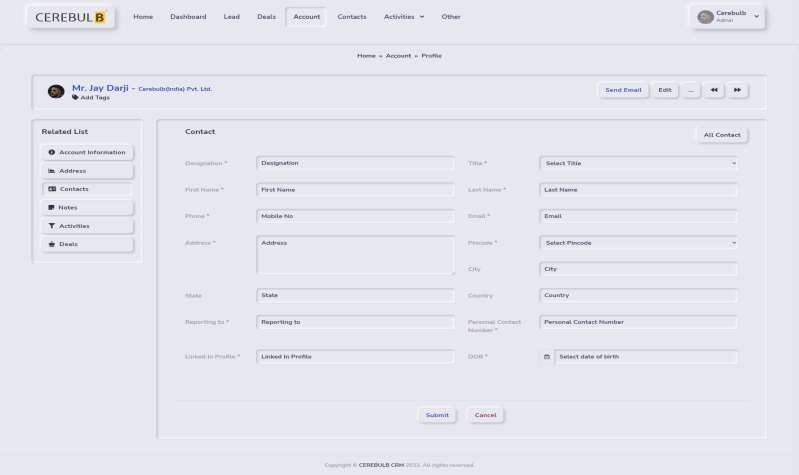 CEREBULB
Home Dashboard Lead Deals Account Contacts Activities Other
Cerebulb
Admin
Home » Account » Profile
Mr. Jay Darji - Cerebulb(India) Pvt. Ltd.
Add Tags
Send Email Edit ...
Related List
Account Information
Address
Contacts
Notes
Activities
Deals
Contact
All Contact
Designation * Designation Title * Select Title
First Name * First Name Last Name * Last Name
Phone * Mobile No Email * Email
Address * Address Pincode * Select Pincode
City City
State State Country Country
Reporting to * Reporting to Personal Contact Number * Personal Contact Number
Linked In Profile * Linked In Profile DOB * Select date of birth
Submit Cancel
Copyright © CEREBULB CRM 2022. All rights reserved.